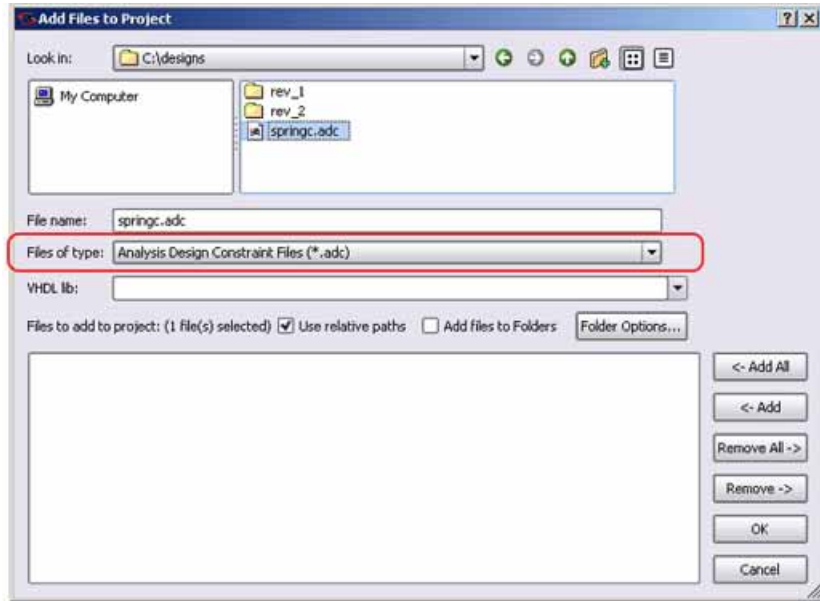 Add Files to Project
Look in: C:\designs
My Computer
rev_1
rev_2
springc.adc
File name: springc.adc
Files of type: Analysis Design Constraint Files (*.adc)
VHDL lib:
Files to add to project: (1 file(s) selected) Use relative paths Add files to Folders Folder Options...
<- Add All
<- Add
Remove All ->
Remove ->
OK
Cancel